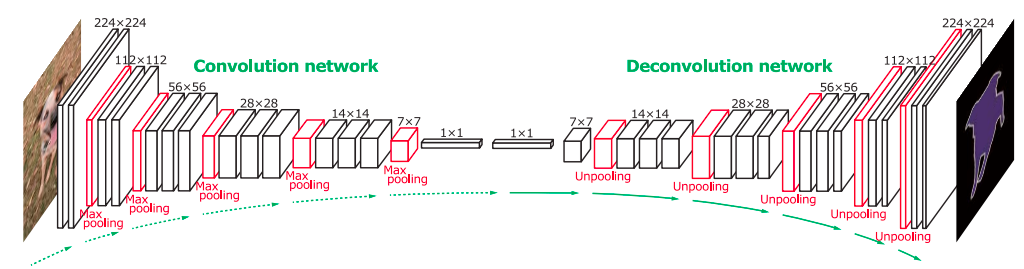 224×224
112×112
56×56
28×28
14×14
7×7
1×1
1×1
7×7
14×14
28×28
56×56
112×112
224×224
Convolution network
Deconvolution network
Max
pooling
Max
pooling
Max
pooling
Max
pooling
Max
pooling
Unpooling
Unpooling
Unpooling
Unpooling
Unpooling